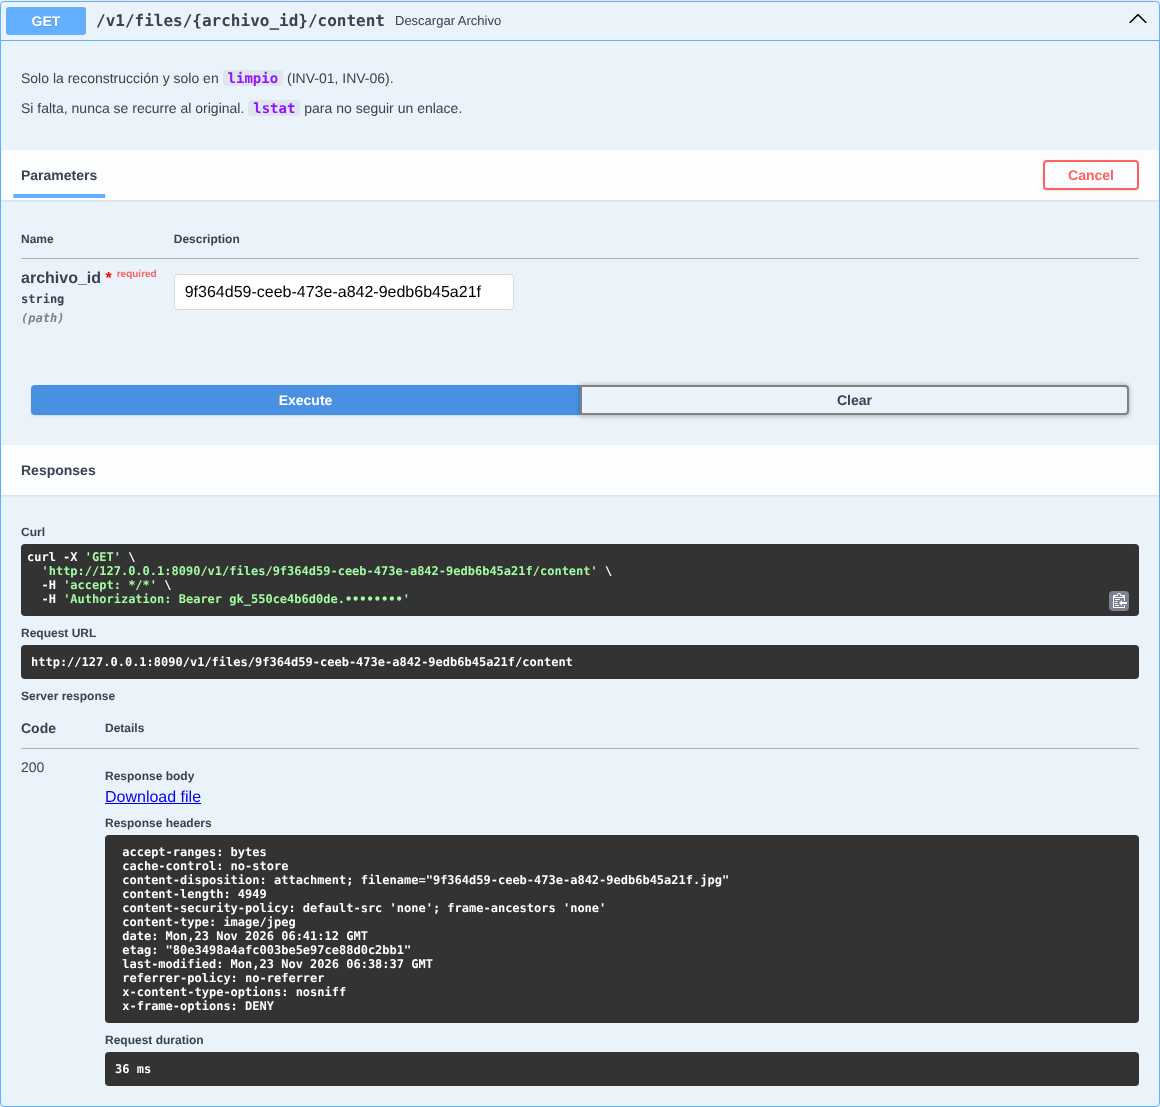 GET /v1/files/{archivo_id}/content Descargar Archivo
Solo la reconstrucción y solo en limpio (INV-01, INV-06).
Si falta, nunca se recurre al original. lstat para no seguir un enlace.
Parameters
Cancel
Name Description
archivo_id * required
string
(path)
9f364d59-ceeb-473e-a842-9edb6b45a21f
Execute
Clear
Responses
Curl
curl -X 'GET' \
'http://127.0.0.1:8090/v1/files/9f364d59-ceeb-473e-a842-9edb6b45a21f/content' \
-H 'accept: */*' \
-H 'Authorization: Bearer gk_550ce4b6d0de.••••••••'
Request URL
http://127.0.0.1:8090/v1/files/9f364d59-ceeb-473e-a842-9edb6b45a21f/content
Server response
Code Details
200
Response body
Download file
Response headers
accept-ranges: bytes
cache-control: no-store
content-disposition: attachment; filename="9f364d59-ceeb-473e-a842-9edb6b45a21f.jpg"
content-length: 4949
content-security-policy: default-src 'none'; frame-ancestors 'none'
content-type: image/jpeg
date: Mon,23 Nov 2026 06:41:12 GMT
etag: "80e3498a4afc003be5e97ce88d0c2bb1"
last-modified: Mon,23 Nov 2026 06:38:37 GMT
referrer-policy: no-referrer
x-content-type-options: nosniff
x-frame-options: DENY
Request duration
36 ms